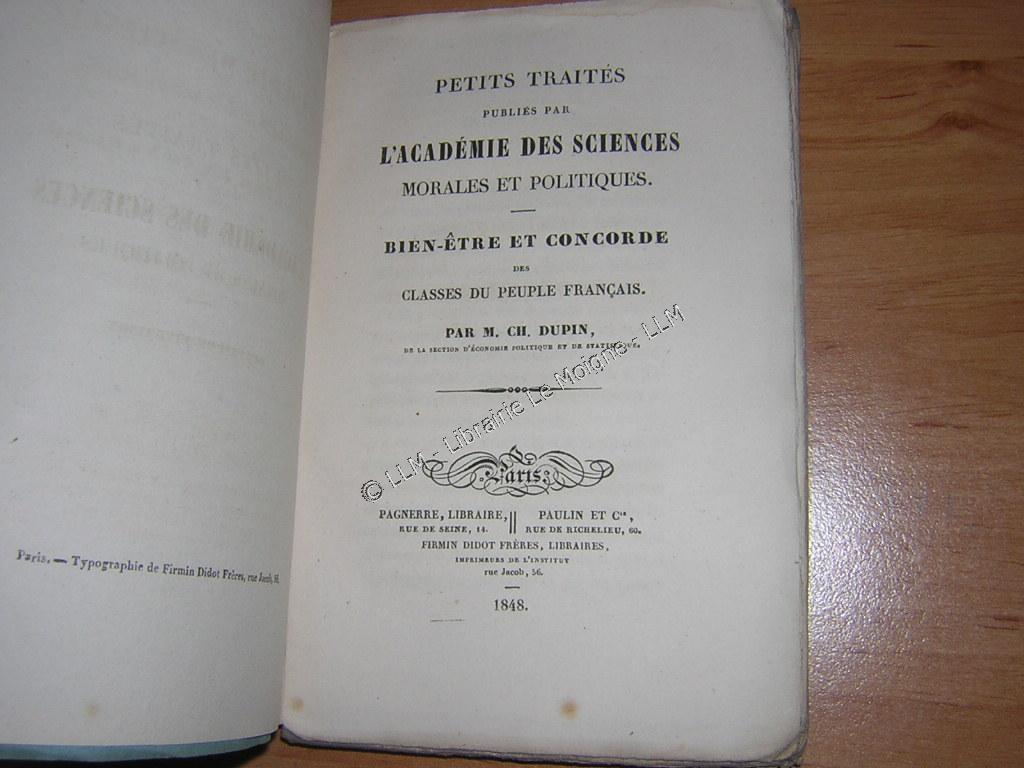 Paris. — Typographie de Firmin Didot Frères, rue Jacob, 56.
PETITS TRAITÉS
PUBLIÉS PAR
L'ACADÉMIE DES SCIENCES
MORALES ET POLITIQUES.
BIEN-ÊTRE ET CONCORDE
DES
CLASSES DU PEUPLE FRANÇAIS.
PAR M. CH. DUPIN,
DE LA SECTION D'ÉCONOMIE POLITIQUE ET DE STATISTIQUE.
© LLM - Librairie Le Moigne - LLM
Paris
PAGNERRE, LIBRAIRE,
RUE DE SEINE, 14.
PAULIN ET Cie,
RUE DE RICHELIEU, 60.
FIRMIN DIDOT FRÈRES, LIBRAIRES,
IMPRIMEURS DE L'INSTITUT
rue Jacob, 56.
1848.